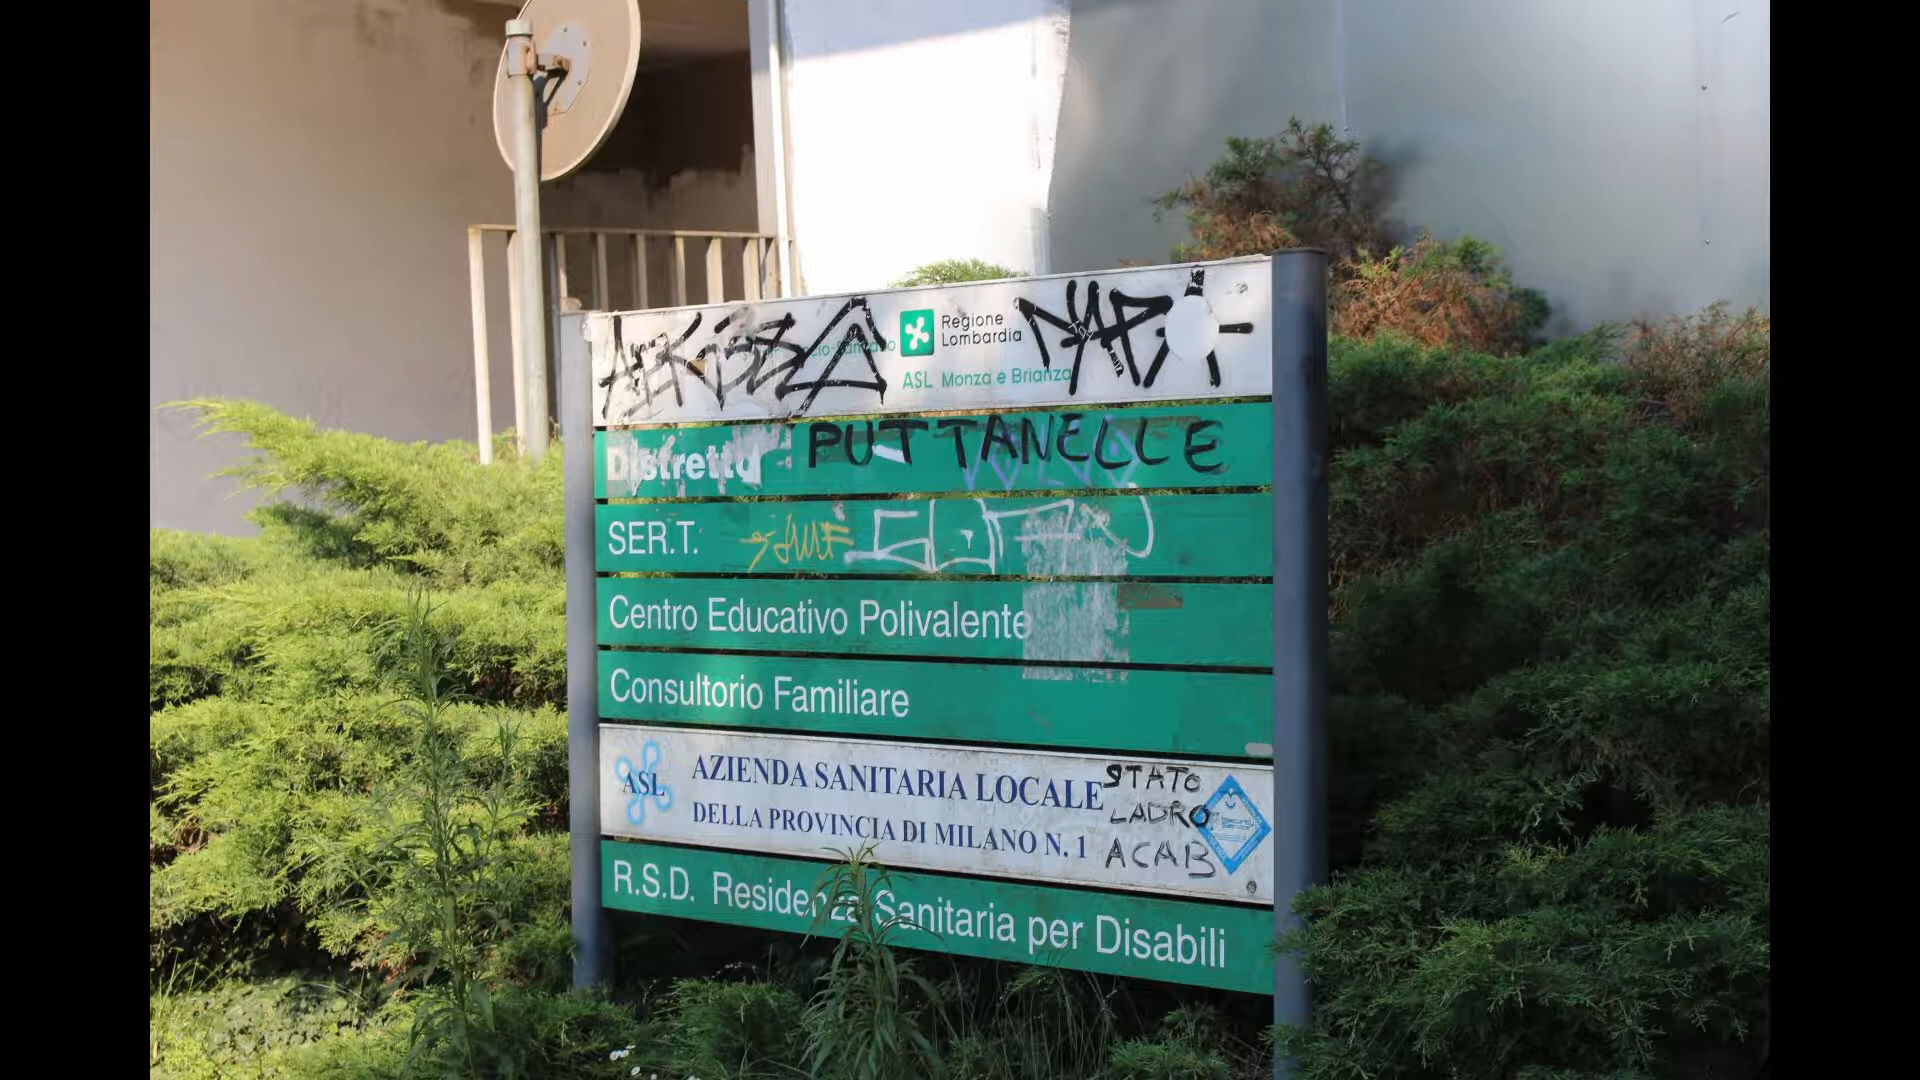 Regione
Lombardia
ASL Monza e Brianza
Distretto PUTTANELLE
SER.T.
Centro Educativo Polivalente
Consultorio Familiare
ASL AZIENDA SANITARIA LOCALE
DELLA PROVINCIA DI MILANO N. 1
STATO
LADRO
ACAB
R.S.D. Residenza Sanitaria per Disabili